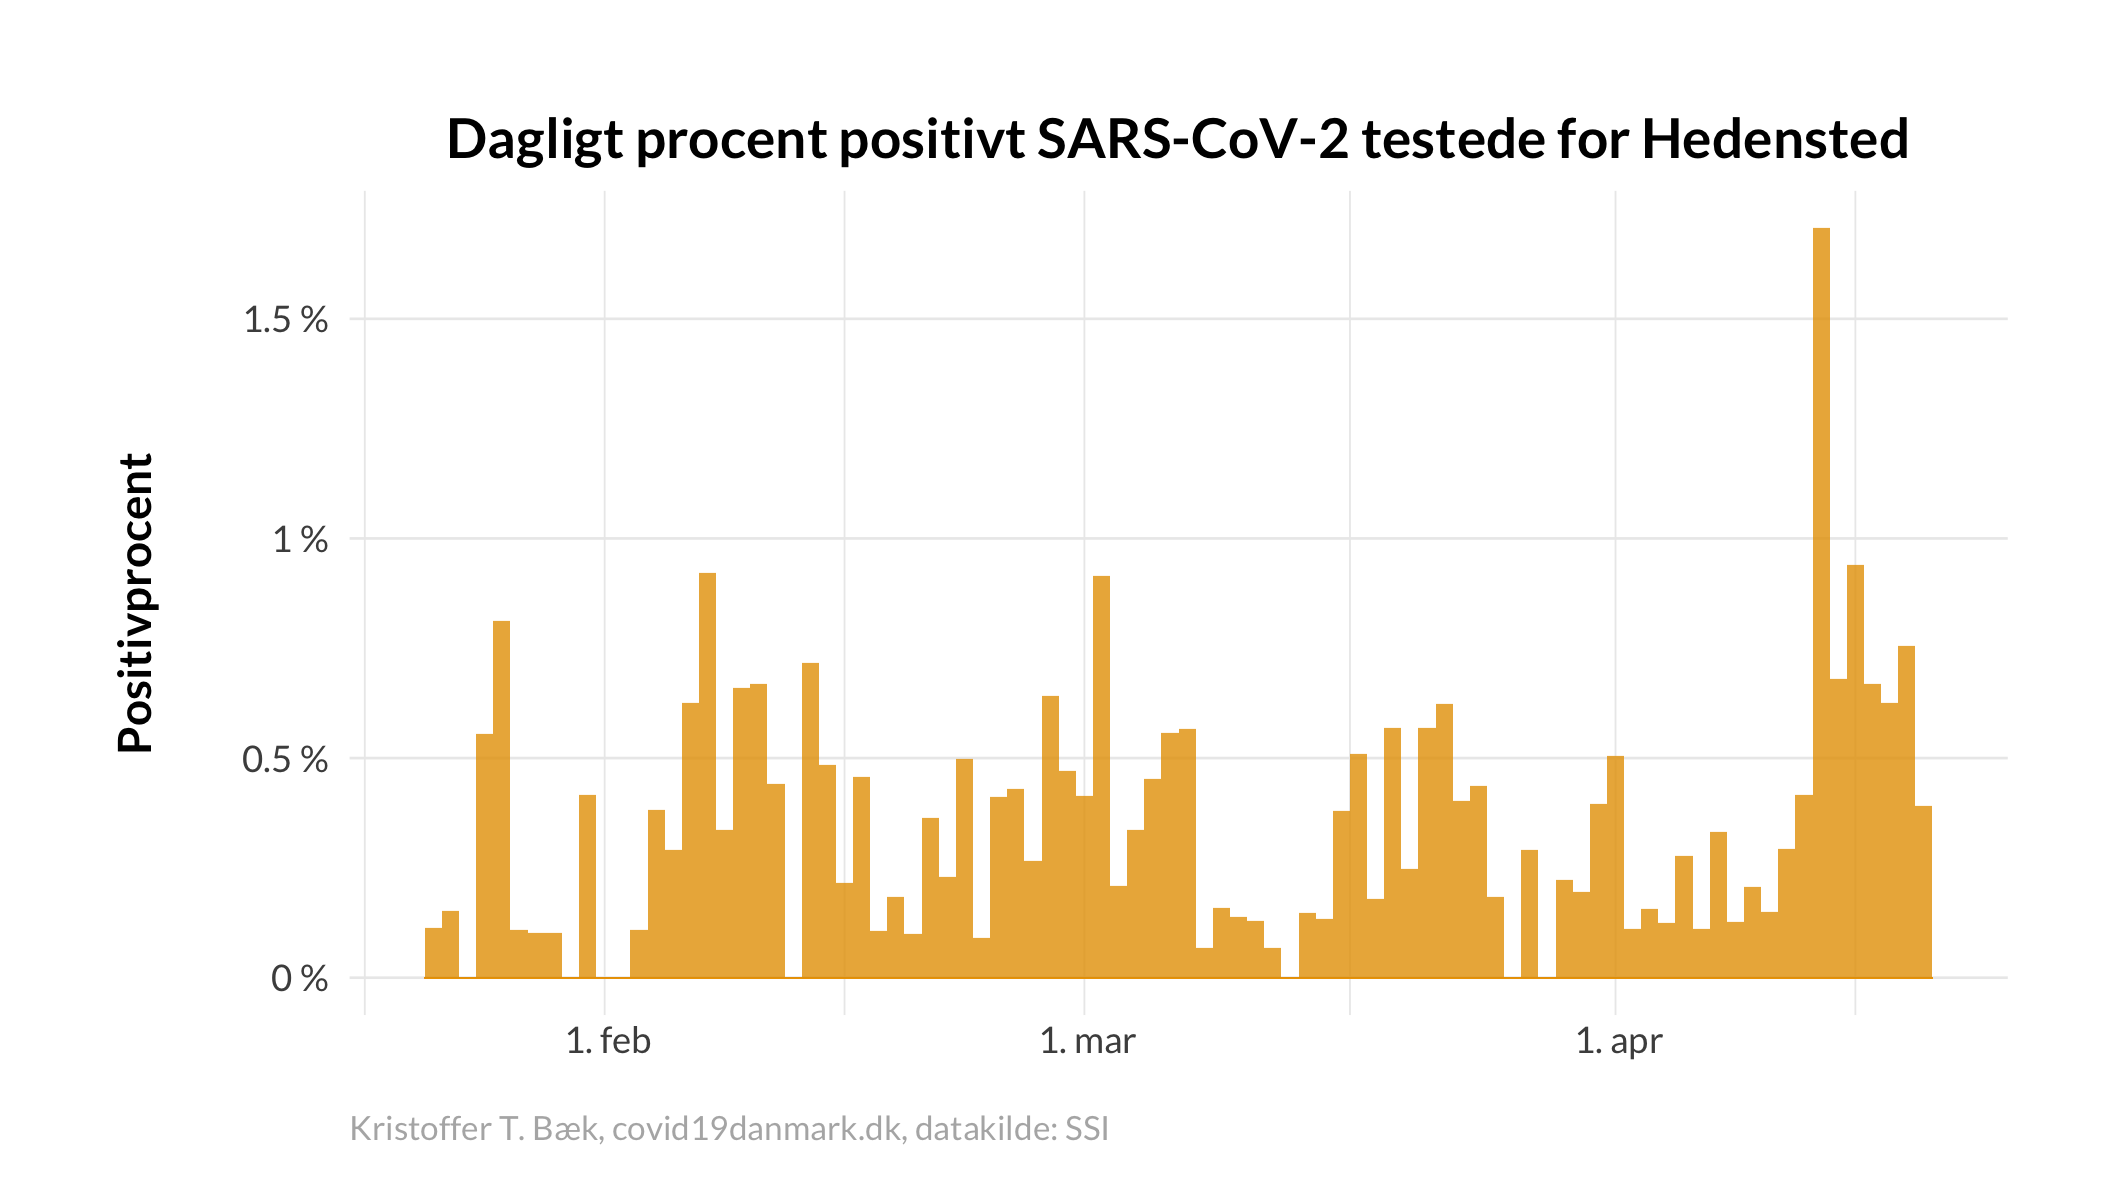 Dagligt procent positivt SARS-CoV-2 testede for Hedensted
Positivprocent
1.5 %
1 %
0.5 %
0 %
1. feb
1. mar
1. apr
Kristoffer T. Bæk, covid19danmark.dk, datakilde: SSI